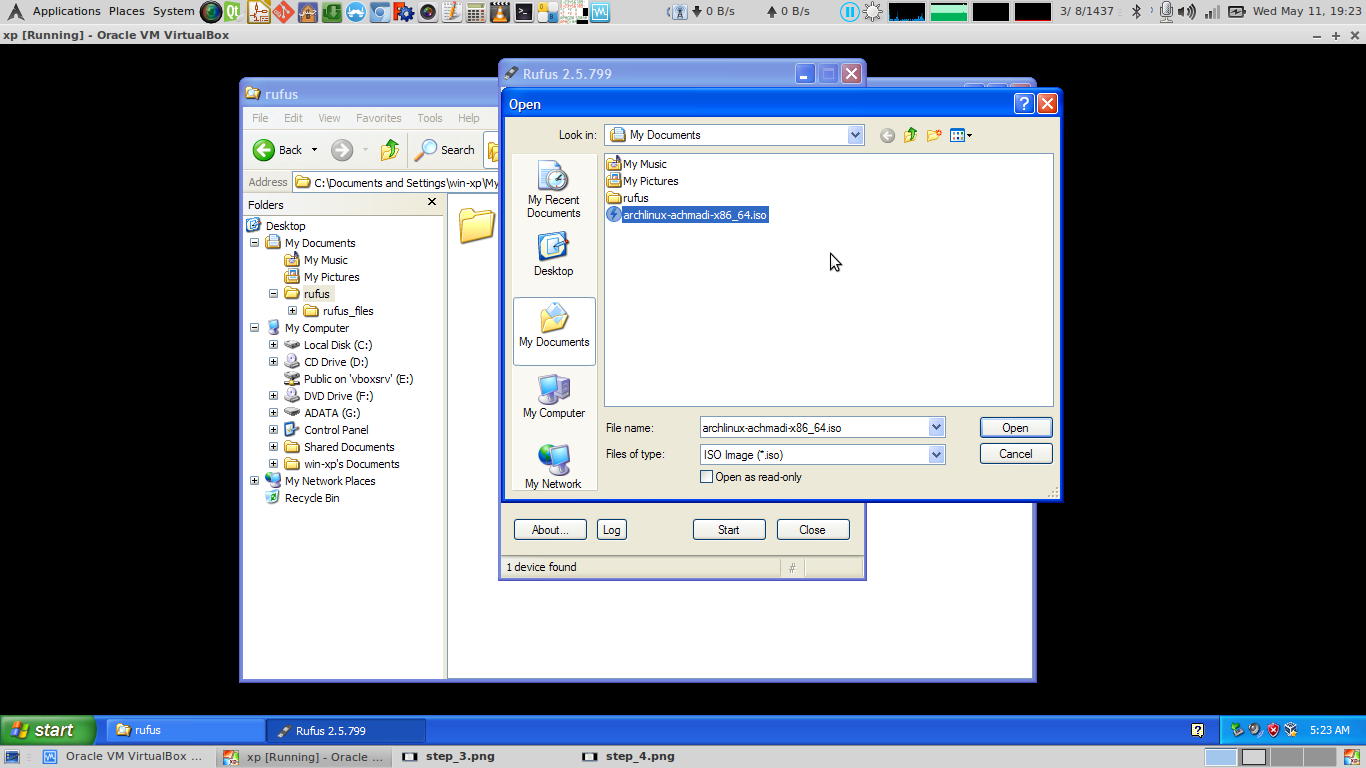 Applications Places System 0 B/s 0 B/s 3/ 8/1437 Wed May 11, 19:23
xp [Running] - Oracle VM VirtualBox
Rufus 2.5.799
rufus
File Edit View Favorites Tools Help
Back Search
Address C:\Documents and Settings\win-xp\My
Folders
Desktop
My Documents
My Music
My Pictures
rufus
rufus_files
My Computer
Local Disk (C:)
CD Drive (D:)
Public on 'vboxsrv' (E:)
DVD Drive (F:)
ADATA (G:)
Control Panel
Shared Documents
win-xp's Documents
My Network Places
Recycle Bin
Open
Look in: My Documents
My Recent
Documents
Desktop
My Documents
My Computer
My Network
My Music
My Pictures
rufus
archlinux-achmadi-x86_64.iso
File name: archlinux-achmadi-x86_64.iso Open
Files of type: ISO Image (*.iso) Cancel
Open as read-only
About... Log Start Close
1 device found #
start rufus Rufus 2.5.799 5:23 AM
Oracle VM VirtualBox ... xp [Running] - Oracle ... step_3.png step_4.png